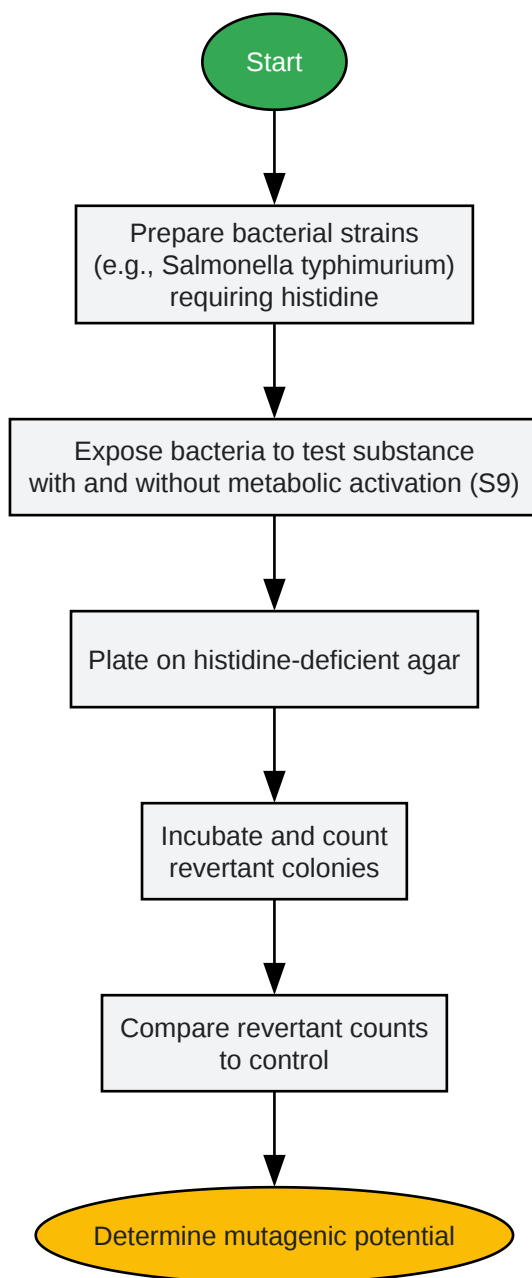 Start
Prepare bacterial strains
(e.g., Salmonella typhimurium)
requiring histidine
Expose bacteria to test substance
with and without metabolic activation (S9)
Plate on histidine-deficient agar
Incubate and count
revertant colonies
Compare revertant counts
to control
Determine mutagenic potential